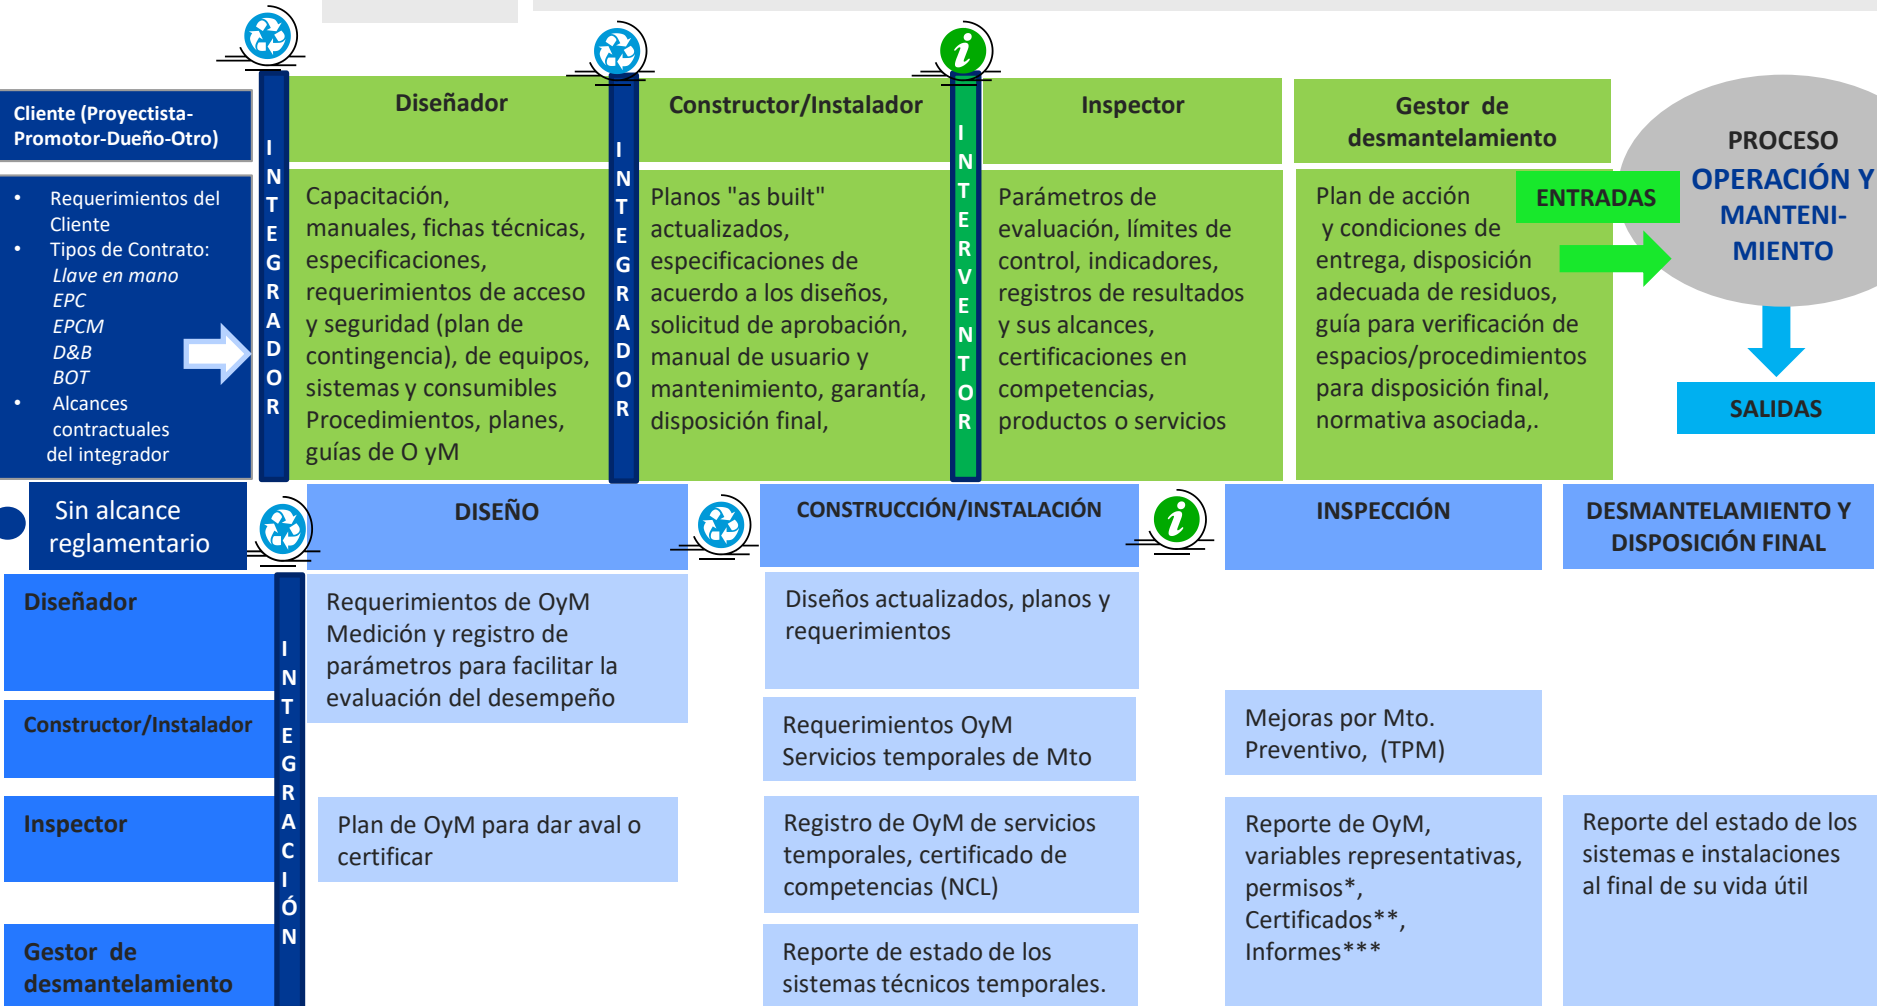 Cliente (Proyectista-
Promotor-Dueño-Otro)
• Requerimientos del
Cliente
• Tipos de Contrato:
Llave en mano
EPC
EPCM
D&B
BOT
• Alcances
contractuales
del integrador
INTEGRADOR
Diseñador
Capacitación,
manuales, fichas técnicas,
especificaciones,
requerimientos de acceso
y seguridad (plan de
contingencia), de equipos,
sistemas y consumibles
Procedimientos, planes,
guías de O yM
INTEGRADOR
Constructor/Instalador
Planos "as built"
actualizados,
especificaciones de
acuerdo a los diseños,
solicitud de aprobación,
manual de usuario y
mantenimiento, garantía,
disposición final,
i
INTERVENTOR
Inspector
Parámetros de
evaluación, límites de
control, indicadores,
registros de resultados
y sus alcances,
certificaciones en
competencias,
productos o servicios
Gestor de
desmantelamiento
Plan de acción
y condiciones de
entrega, disposición
adecuada de residuos,
guía para verificación de
espacios/procedimientos
para disposición final,
normativa asociada,.
ENTRADAS
PROCESO
OPERACIÓN Y
MANTENI-
MIENTO
SALIDAS
Sin alcance
reglamentario
DISEÑO
CONSTRUCCIÓN/INSTALACIÓN
i
INSPECCIÓN
DESMANTELAMIENTO Y
DISPOSICIÓN FINAL
INTEGRACIÓN
Diseñador
Requerimientos de OyM
Medición y registro de
parámetros para facilitar la
evaluación del desempeño
Diseños actualizados, planos y
requerimientos
Constructor/Instalador
Requerimientos OyM
Servicios temporales de Mto
Mejoras por Mto.
Preventivo, (TPM)
Inspector
Plan de OyM para dar aval o
certificar
Registro de OyM de servicios
temporales, certificado de
competencias (NCL)
Reporte de OyM,
variables representativas,
permisos*,
Certificados**,
Informes***
Reporte del estado de los
sistemas e instalaciones
al final de su vida útil
Gestor de
desmantelamiento
Reporte de estado de los
sistemas técnicos temporales.